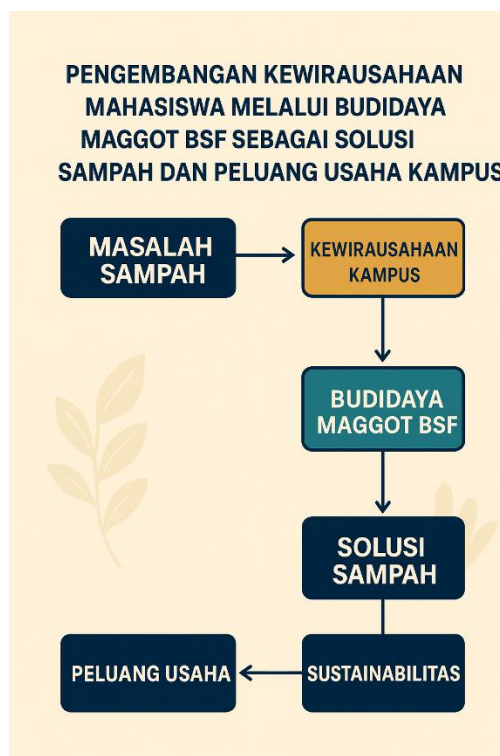 PENGEMBANGAN KEWIRAUSAHAAN
MAHASISWA MELALUI BUDIDAYA
MAGGOT BSF SEBAGAI SOLUSI
SAMPAH DAN PELUANG USAHA KAMPUS
MASALAH
SAMPAH
KEWIRAUSAHAAN
KAMPUS
BUDIDAYA
MAGGOT BSF
SOLUSI
SAMPAH
SUSTAINABILITAS
PELUANG USAHA